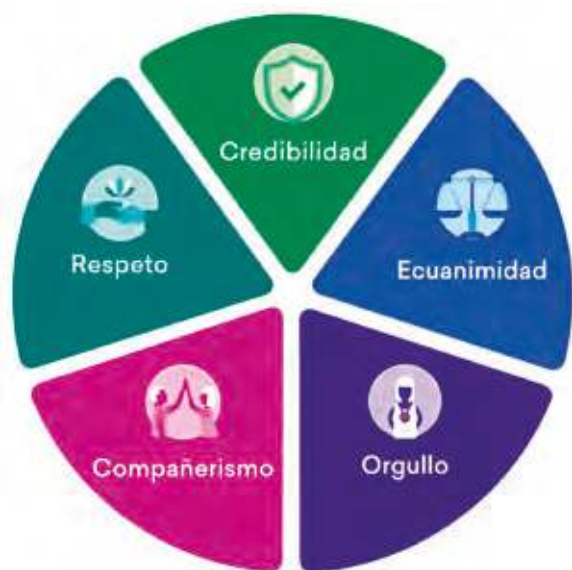 Credibilidad
Respeto
Ecuanimidad
Compañerismo
Orgullo